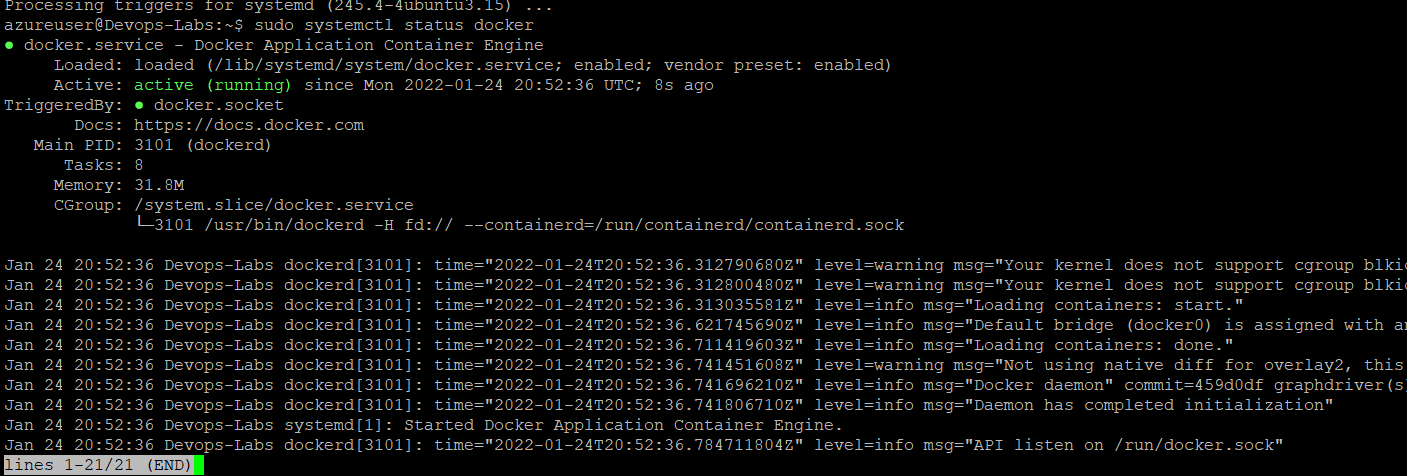 Processing triggers for systemd (245.4-4ubuntu3.15) ...
azureuser@Devops-Labs:~$ sudo systemctl status docker
● docker.service - Docker Application Container Engine
     Loaded: loaded (/lib/systemd/system/docker.service; enabled; vendor preset: enabled)
     Active: active (running) since Mon 2022-01-24 20:52:36 UTC; 8s ago
TriggeredBy: ● docker.socket
       Docs: https://docs.docker.com
   Main PID: 3101 (dockerd)
      Tasks: 8
     Memory: 31.8M
     CGroup: /system.slice/docker.service
             └─3101 /usr/bin/dockerd -H fd:// --containerd=/run/containerd/containerd.sock
Jan 24 20:52:36 Devops-Labs dockerd[3101]: time="2022-01-24T20:52:36.312790680Z" level=warning msg="Your kernel does not support cgroup blkio
Jan 24 20:52:36 Devops-Labs dockerd[3101]: time="2022-01-24T20:52:36.312800480Z" level=warning msg="Your kernel does not support cgroup blkio
Jan 24 20:52:36 Devops-Labs dockerd[3101]: time="2022-01-24T20:52:36.313035581Z" level=info msg="Loading containers: start."
Jan 24 20:52:36 Devops-Labs dockerd[3101]: time="2022-01-24T20:52:36.621745690Z" level=info msg="Default bridge (docker0) is assigned with an
Jan 24 20:52:36 Devops-Labs dockerd[3101]: time="2022-01-24T20:52:36.711419603Z" level=info msg="Loading containers: done."
Jan 24 20:52:36 Devops-Labs dockerd[3101]: time="2022-01-24T20:52:36.741451608Z" level=warning msg="Not using native diff for overlay2, this
Jan 24 20:52:36 Devops-Labs dockerd[3101]: time="2022-01-24T20:52:36.741696210Z" level=info msg="Docker daemon" commit=459d0df graphdriver(s)
Jan 24 20:52:36 Devops-Labs dockerd[3101]: time="2022-01-24T20:52:36.741806710Z" level=info msg="Daemon has completed initialization"
Jan 24 20:52:36 Devops-Labs systemd[1]: Started Docker Application Container Engine.
Jan 24 20:52:36 Devops-Labs dockerd[3101]: time="2022-01-24T20:52:36.784711804Z" level=info msg="API listen on /run/docker.sock"
lines 1-21/21 (END)